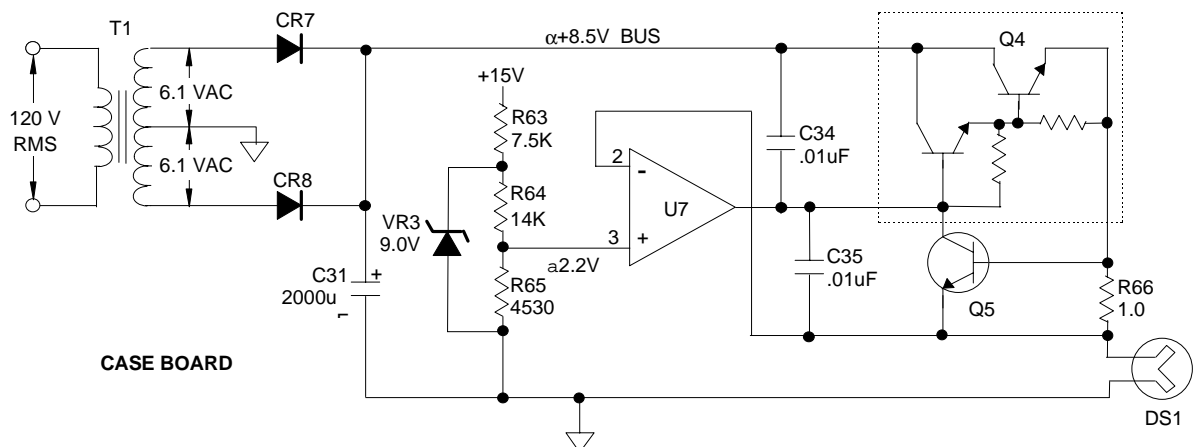 T1
CR7
α+8.5V BUS
Q4
+15V
6.1 VAC
R63
7.5K
120 V
RMS
C34
.01uF
6.1 VAC
CR8
2
-
R64
14K
U7
VR3
9.0V
3
+
a2.2V
C35
.01uF
C31
+
2000u
-
R65
4530
Q5
R66
1.0
CASE BOARD
DS1